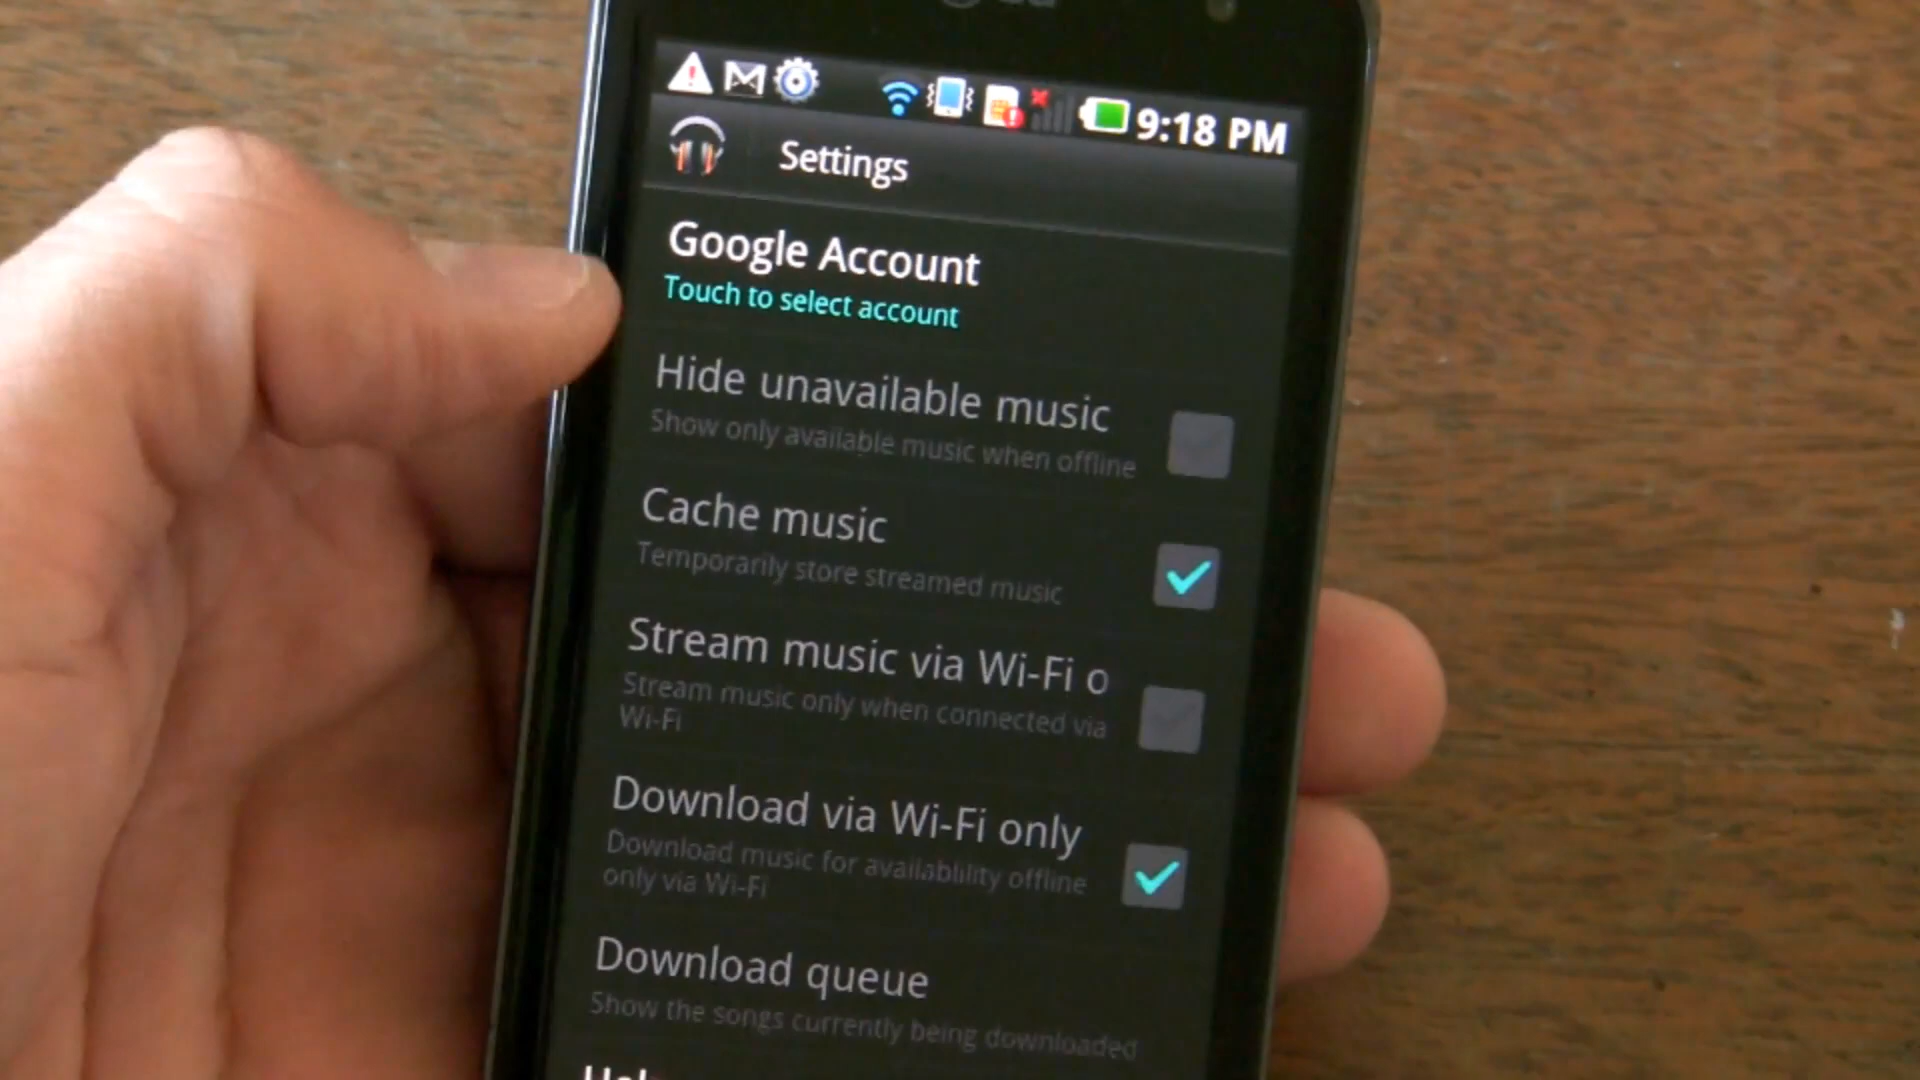 9:18 PM
Settings
Google Account
Touch to select account
Hide unavailable music
Show only available music when offline
Cache music
Temporarily store streamed music
Stream music via Wi-Fi o
Stream music only when connected via
Wi-Fi
Download via Wi-Fi only
Download music for availablility offline
only via Wi-Fi
Download queue
Show the songs currently being downloaded